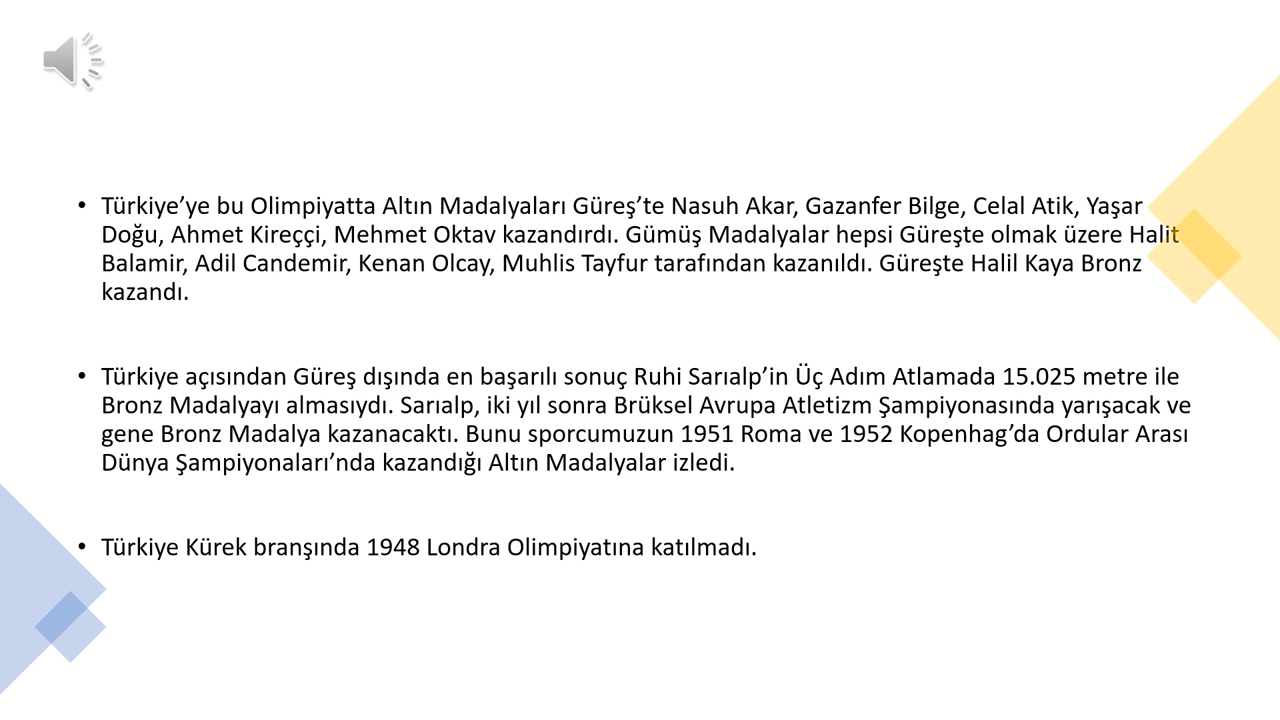 • Türkiye’ye bu Olimpiyatta Altın Madalyaları Güreş’te Nasuh Akar, Gazanfer Bilge, Celal Atik, Yaşar
Doğu, Ahmet Kireççi, Mehmet Oktav kazandırdı. Gümüş Madalyalar hepsi Güreşte olmak üzere Halit
Balamir, Adil Candemir, Kenan Olcay, Muhlis Tayfur tarafından kazanıldı. Güreşte Halil Kaya Bronz
kazandı.
• Türkiye açısından Güreş dışında en başarılı sonuç Ruhi Sarıalp’in Üç Adım Atlamada 15.025 metre ile
Bronz Madalyayı almasıydı. Sarıalp, iki yıl sonra Brüksel Avrupa Atletizm Şampiyonasında yarışacak ve
gene Bronz Madalya kazanacaktı. Bunu sporcumuzun 1951 Roma ve 1952 Kopenhag’da Ordular Arası
Dünya Şampiyonaları’nda kazandığı Altın Madalyalar izledi.
• Türkiye Kürek branşında 1948 Londra Olimpiyatına katılmadı.